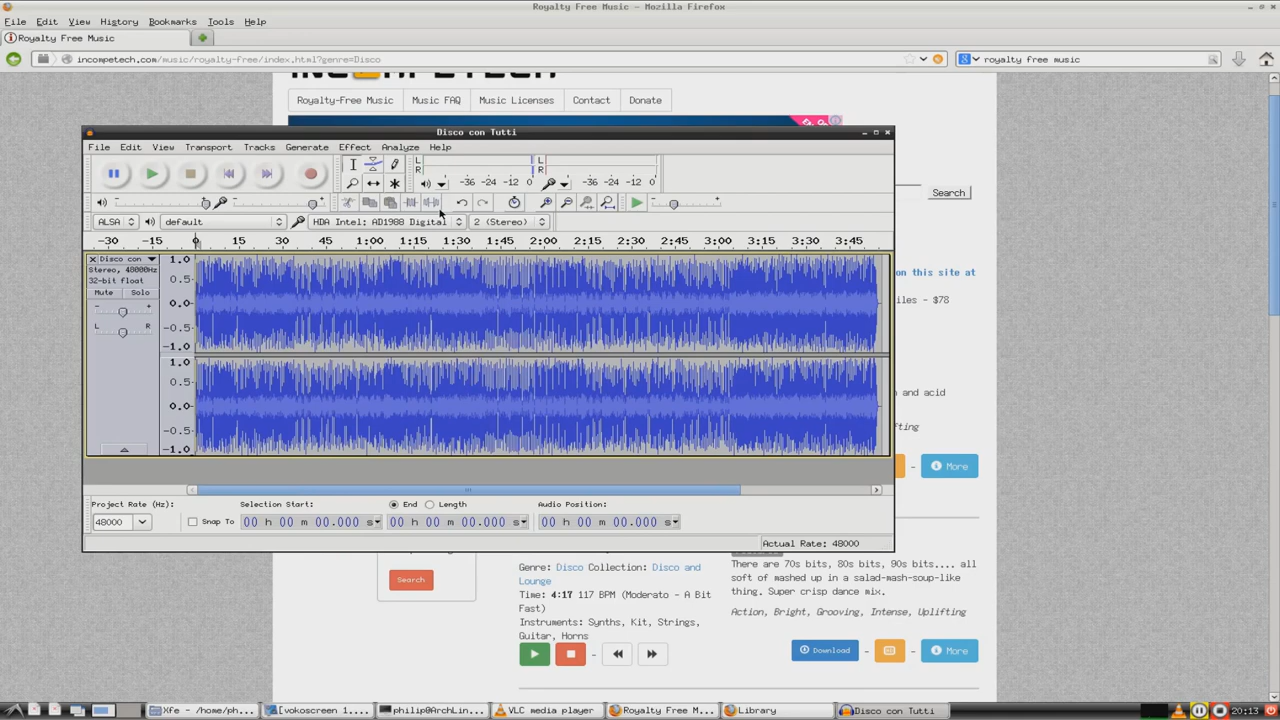 Royalty Free Music - Mozilla Firefox
File Edit View History Bookmarks Tools Help
Royalty Free Music
incompetech.com/music/royalty-free/index.html?genre=Disco
royalty free music
Royalty-Free Music Music FAQ Music Licenses Contact Donate
Disco con Tutti
File Edit View Transport Tracks Generate Effect Analyze Help
L
R
-36 -24 -12 0
L
R
-36 -24 -12 0
Search
ALSA default HDA Intel: AD1988 Digital 2 (Stereo)
-30 -15 0 15 30 45 1:00 1:15 1:30 1:45 2:00 2:15 2:30 2:45 3:00 3:15 3:30 3:45
Disco con
Stereo, 48000Hz
32-bit float
Mute Solo
- +
L R
1.0
0.5
0.0
-0.5
-1.0
1.0
0.5
0.0
-0.5
-1.0
on this site at
iles - $78
n and acid
fting
- More
Project Rate (Hz): Selection Start: End Length Audio Position:
48000 Snap To 00 h 00 m 00.000 s 00 h 00 m 00.000 s 00 h 00 m 00.000 s
Actual Rate: 48000
Search
Genre: Disco Collection: Disco and
Lounge
Time: 4:17 117 BPM (Moderato - A Bit
Fast)
Instruments: Synths, Kit, Strings,
Guitar, Horns
There are 70s bits, 80s bits, 90s bits.... all
soft of mashed up in a salad-mash-soup-like
thing. Super crisp dance mix.
Action, Bright, Grooving, Intense, Uplifting
Download - - More
Xfe - /home/ph... [vokoscreen 1... philip@ArchLin... VLC media player Royalty Free M... Library Disco con Tutti 20:13